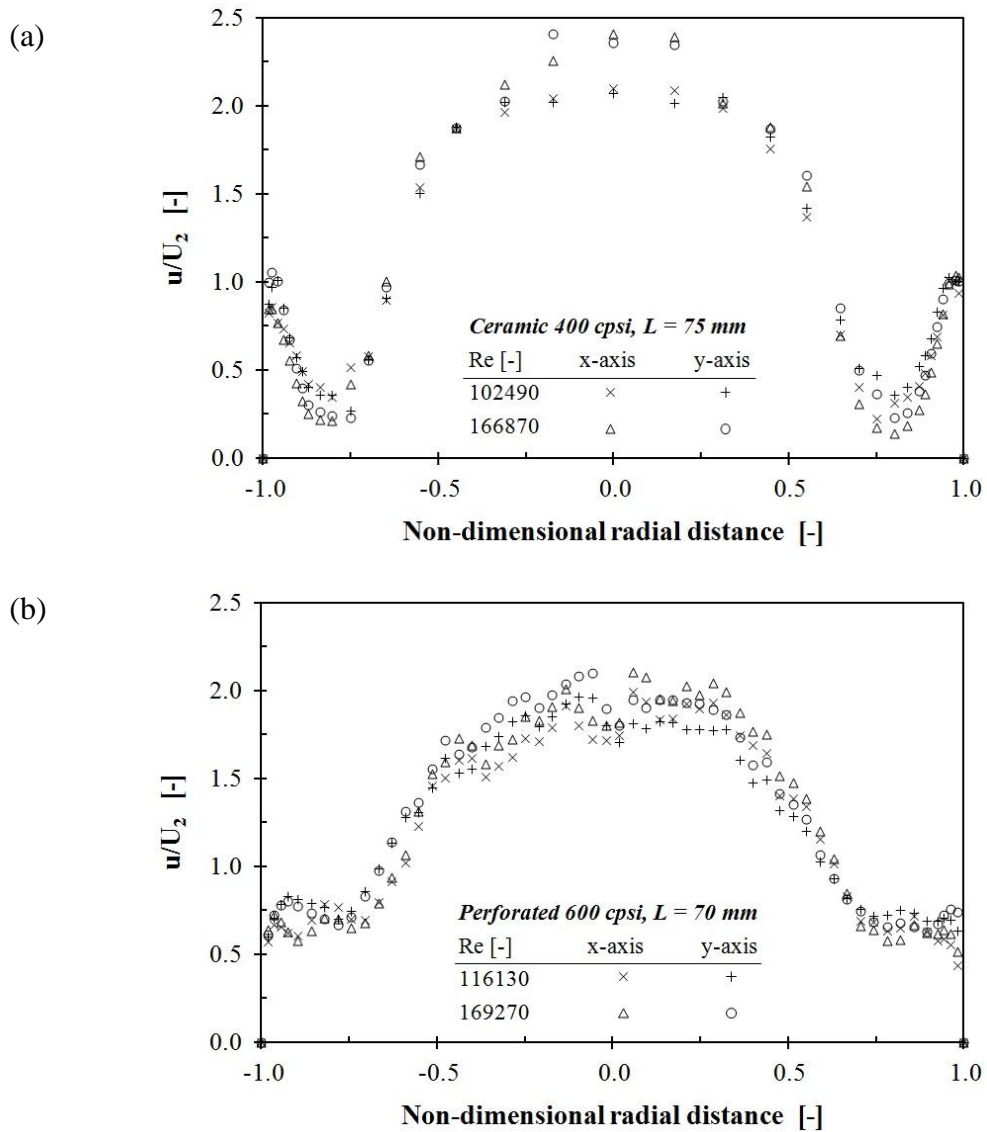 (a)
2.5
2.0
1.5
1.0
0.5
0.0
u/U₂ [-]
Ceramic 400 cpsi, L = 75 mm
Re [-] x-axis y-axis
102490 × +
166870 △ ○
-1.0 -0.5 0.0 0.5 1.0
Non-dimensional radial distance [-]
(b)
2.5
2.0
1.5
1.0
0.5
0.0
u/U₂ [-]
Perforated 600 cpsi, L = 70 mm
Re [-] x-axis y-axis
116130 × +
169270 △ ○
-1.0 -0.5 0.0 0.5 1.0
Non-dimensional radial distance [-]